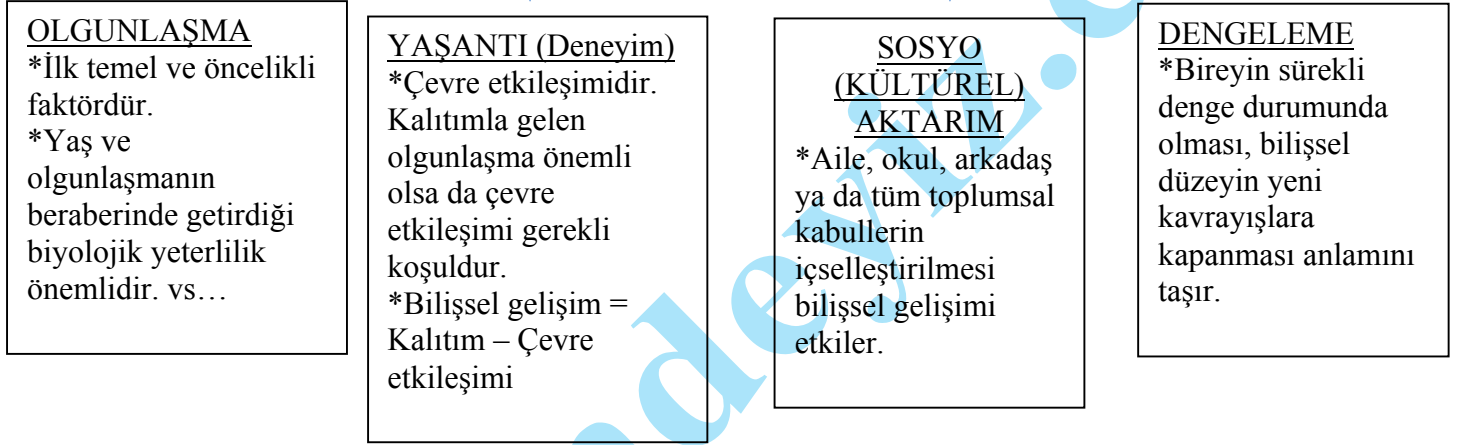 OLGUNLAŞMA
*İlk temel ve öncelikli
faktördür.
*Yaş ve
olgunlaşmanın
beraberinde getirdiği
biyolojik yeterlilik
önemlidir. vs…
YAŞANTI (Deneyim)
*Çevre etkileşimidir.
Kalıtımla gelen
olgunlaşma önemli
olsa da çevre
etkileşimi gerekli
koşuldur.
*Bilişsel gelişim =
Kalıtım – Çevre
etkileşimi
SOSYO
(KÜLTÜREL)
AKTARIM
*Aile, okul, arkadaş
ya da tüm toplumsal
kabullerin
içselleştirilmesi
bilişsel gelişimi
etkiler.
DENGELEME
*Bireyin sürekli
denge durumunda
olması, bilişsel
düzeyin yeni
kavrayışlara
kapanması anlamını
taşır.